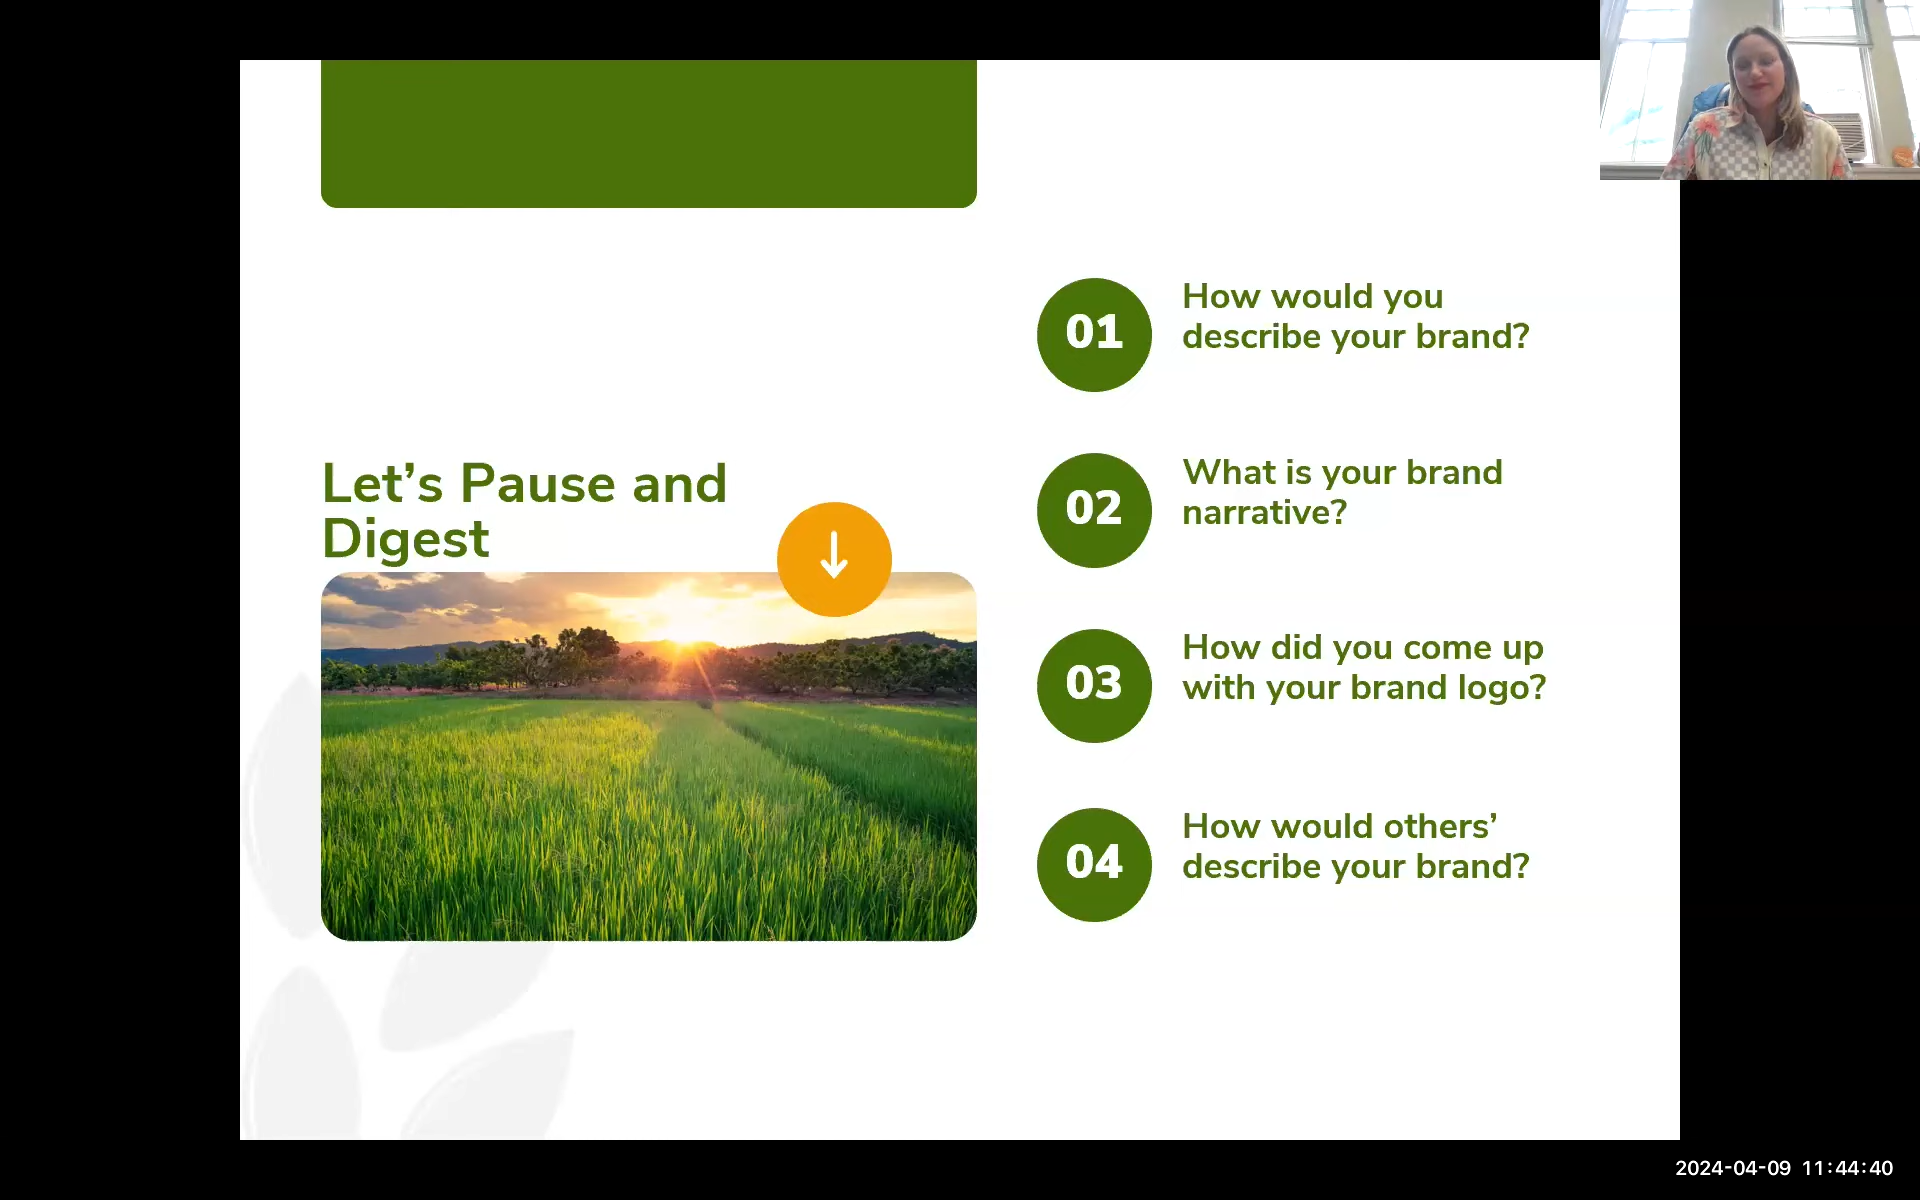 Let’s Pause and
Digest
01
How would you
describe your brand?
02
What is your brand
narrative?
03
How did you come up
with your brand logo?
04
How would others’
describe your brand?
2024-04-09 11:44:40